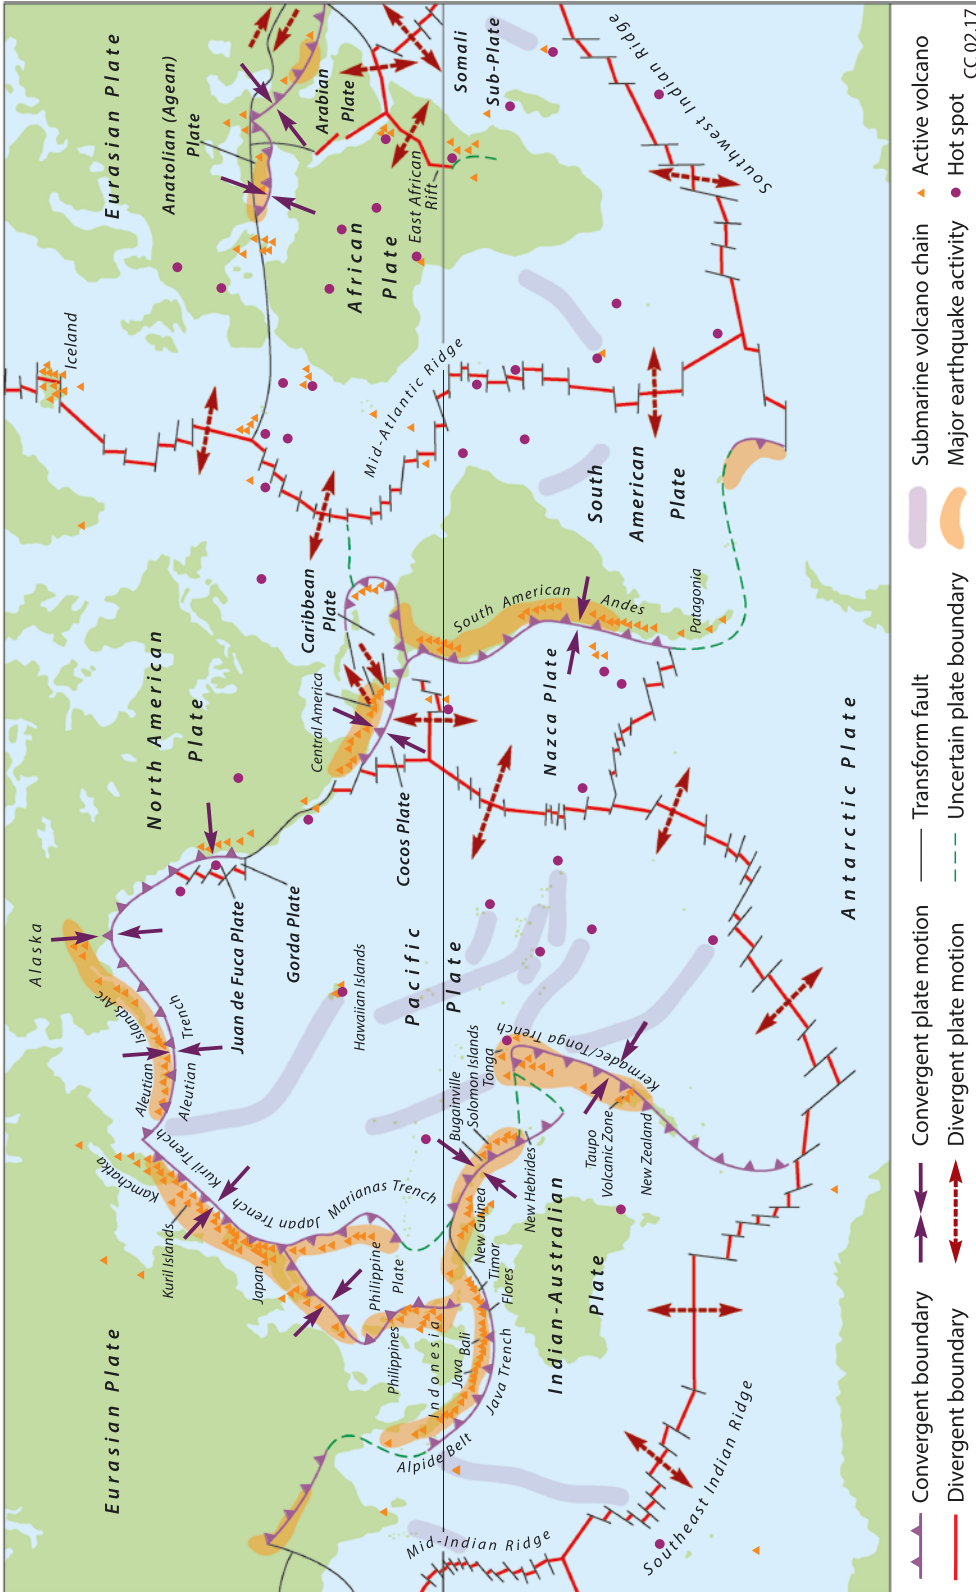 Eurasian Plate
Alaska
North American
Plate
Iceland
Eurasian Plate
Anatolian (Agean)
Plate
Kamchatka
Kuril Islands
Kuril Trench
Aleutian
Islands Arc
Aleutian
Trench
Juan de Fuca Plate
Gorda Plate
Japan
Japan Trench
Marianas Trench
Hawaiian Islands
Central America
Caribbean
Plate
Mid-Atlantic Ridge
African
Plate
Arabian
Plate
East African
Rift
Somali
Sub-Plate
Philippine
Plate
Philippines
Cocos Plate
Pacific
Plate
Alpide Belt
Indonesia
Java
Bali
Java Trench
Flores
Timor
New Guinea
Bugainville
Solomon Islands
Tonga
Kermadec/Tonga Trench
New Hebrides
Nazca Plate
South American
Andes
South
American
Plate
Mid-Indian Ridge
Indian-Australian
Plate
Taupo
Volcanic Zone
New Zealand
Patagonia
Southwest Indian Ridge
Southeast Indian Ridge
Antarctic Plate
Convergent boundary
Divergent boundary
Convergent plate motion
Divergent plate motion
Transform fault
Uncertain plate boundary
Submarine volcano chain
Major earthquake activity
Active volcano
Hot spot
CC 02.17